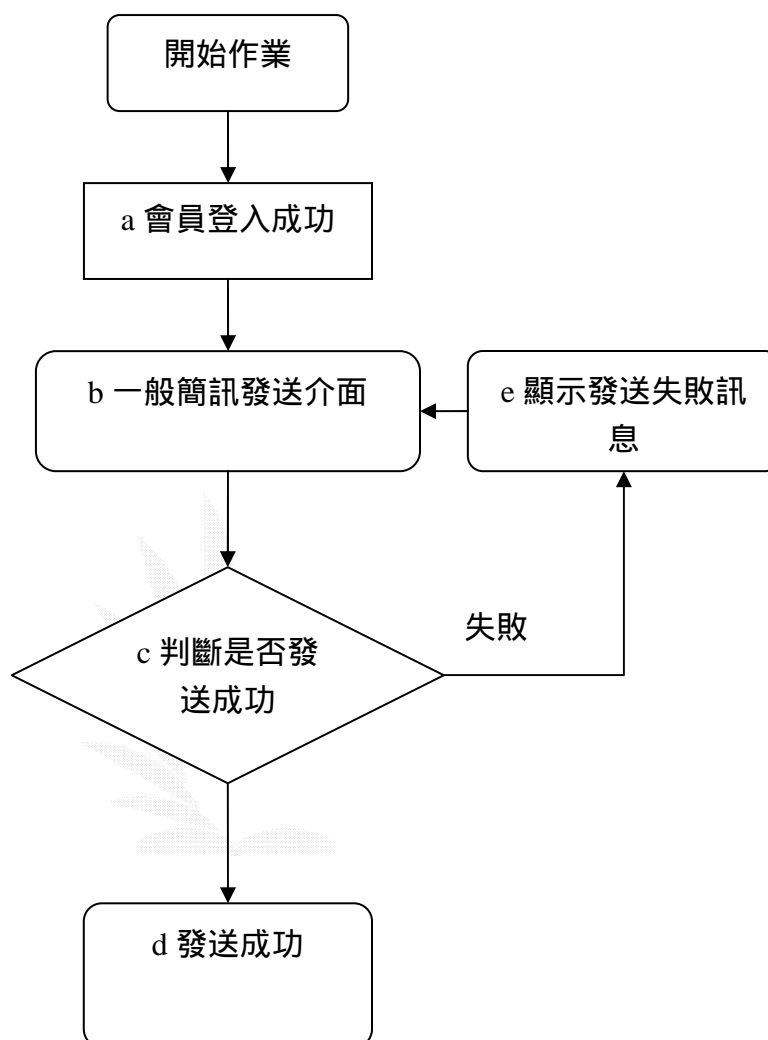 開始作業
a 會員登入成功
b 一般簡訊發送介面
e 顯示發送失敗訊
息
失敗
c 判斷是否發
送成功
d 發送成功